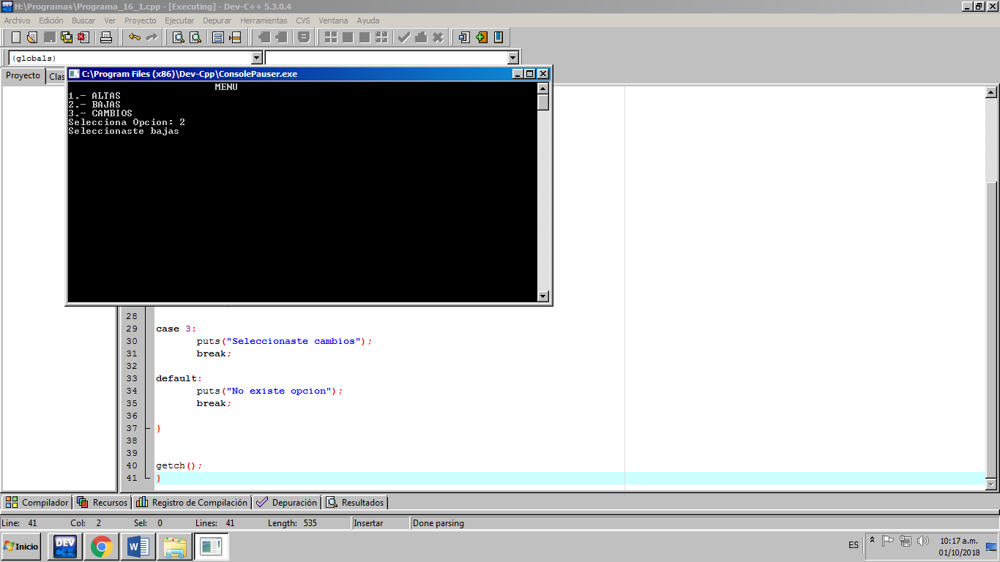 H:\Programas\Programa_16_1.cpp - [Executing] - Dev-C++ 5.3.0.4
Archivo Edición Buscar Ver Proyecto Ejecutar Depurar Herramientas CVS Ventana Ayuda
(globals)
Proyecto Clas
C:\Program Files (x86)\Dev-Cpp\ConsolePauser.exe
MENU
1.- ALTAS
2.- BAJAS
3.- CAMBIOS
Selecciona Opcion: 2
Seleccionaste bajas
28
29 case 3:
30 puts("Seleccionaste cambios");
31 break;
32
33 default:
34 puts("No existe opcion");
35 break;
36
37 }
38
39
40 getch();
41 }
Compilador Recursos Registro de Compilación Depuración Resultados
Line: 41 Col: 2 Sel: 0 Lines: 41 Length: 535 Insertar Done parsing
Inicio DEV C++ W ES 10:17 a.m.
01/10/2018